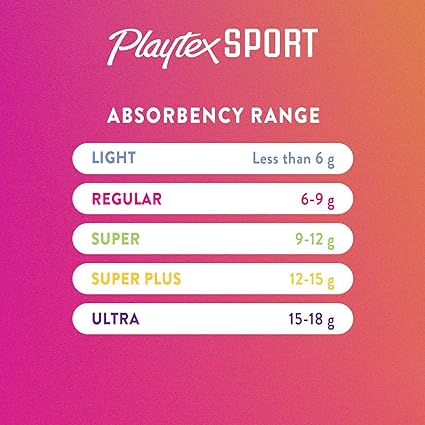 Playtex SPORT
ABSORBENCY RANGE
LIGHT Less than 6 g
REGULAR 6-9 g
SUPER 9-12 g
SUPER PLUS 12-15 g
ULTRA 15-18 g